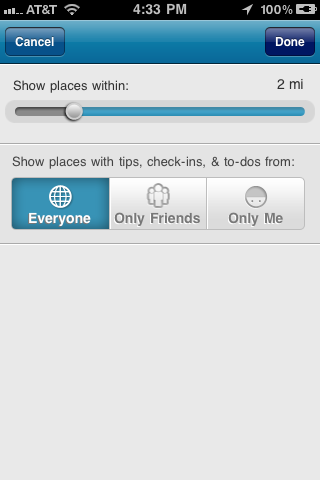 AT&T 4:33 PM 100%
Cancel Done
Show places within: 2 mi
Show places with tips, check-ins, & to-dos from:
Everyone Only Friends Only Me